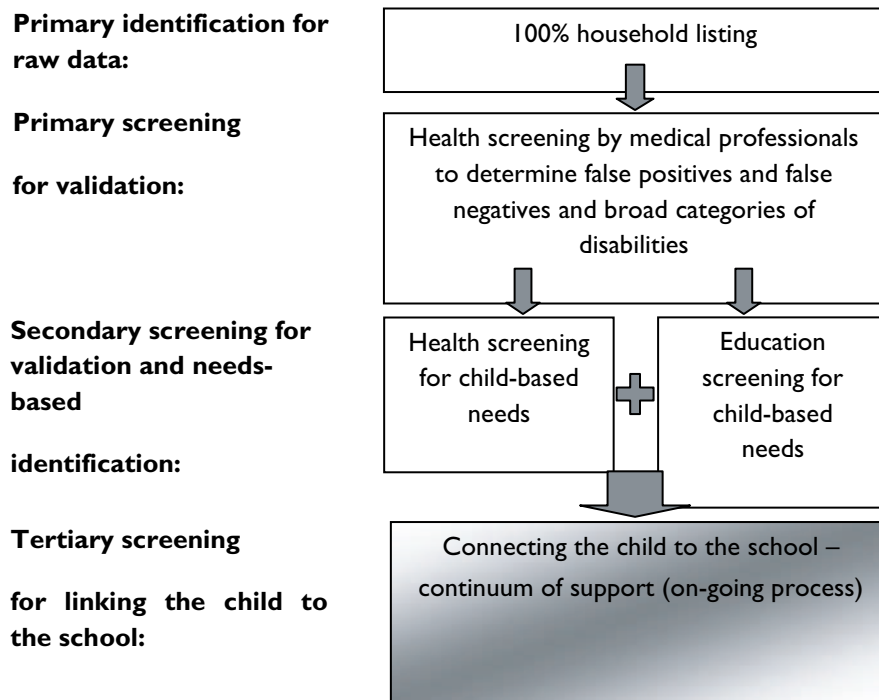 Primary identification for
raw data:
100% household listing
Primary screening
for validation:
Health screening by medical professionals
to determine false positives and false
negatives and broad categories of
disabilities
Secondary screening for
validation and needs-
based
identification:
Health screening
for child-based
needs
Education
screening for
child-based
needs
Tertiary screening
for linking the child to
the school:
Connecting the child to the school –
continuum of support (on-going process)